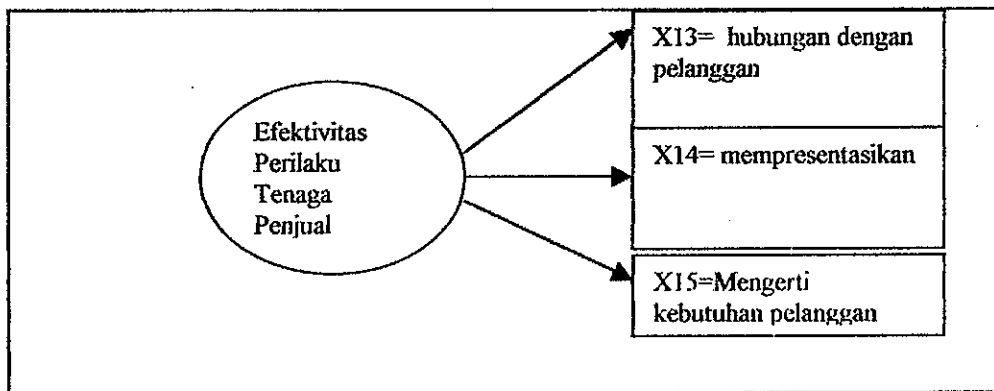 Efektivitas
Perilaku
Tenaga
Penjual
X13= hubungan dengan
pelanggan
X14= mempresentasikan
X15=Mengerti
kebutuhan pelanggan